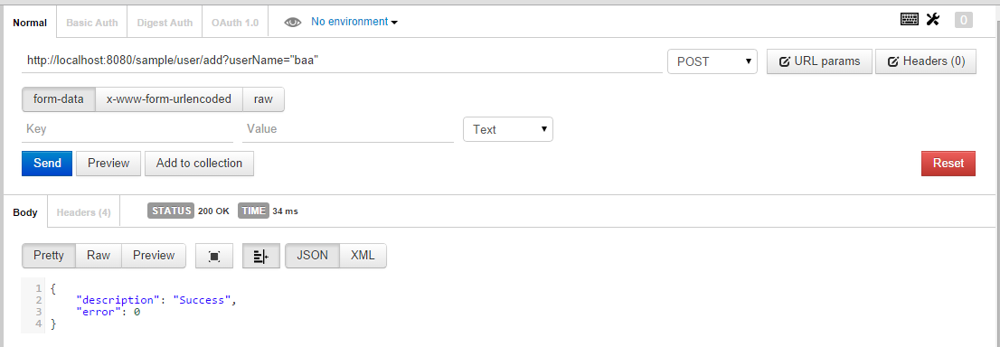 Normal Basic Auth Digest Auth OAuth 1.0 No environment 0
http://localhost:8080/sample/user/add?userName="baa" POST URL params Headers (0)
form-data x-www-form-urlencoded raw
Key Value Text
Send Preview Add to collection Reset
Body Headers (4) STATUS 200 OK TIME 34 ms
Pretty Raw Preview JSON XML
1 {
2 "description": "Success",
3 "error": 0
4 }